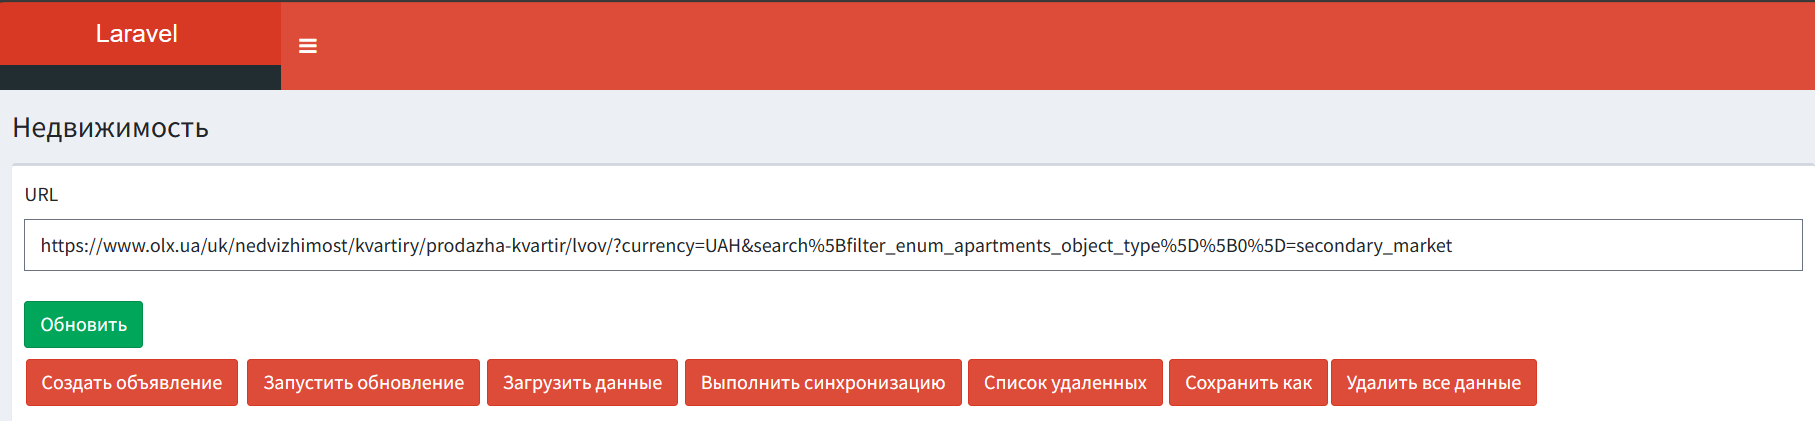 Laravel
Недвижимость
URL
https://www.olx.ua/uk/nedvizhimost/kvartiry/prodazha-kvartir/lvov/?currency=UAH&search%5Bfilter_enum_apartments_object_type%5D%5B0%5D=secondary_market
Обновить
Создать объявление Запустить обновление Загрузить данные Выполнить синхронизацию Список удаленных Сохранить как Удалить все данные